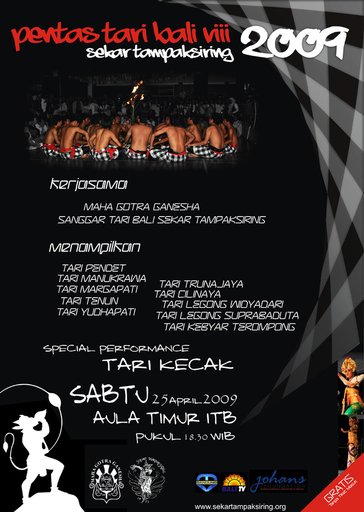 pentas tari bali viii
sekar tampaksiring
2009
kerjasama
MAHA GOTRA GANESHA
SANGGAR TARI BALI SEKAR TAMPAKSIRING
menampilkan
TARI PENDET
TARI MANUKRAWA
TARI MARGAPATI
TARI TENUN
TARI YUDHAPATI
TARI TRUNAJAYA
TARI CILINAYA
TARI LEGONG WIDYADARI
TARI LEGONG SUPRABADUTA
TARI KEBYAR TEROMPONG
SPECIAL PERFORMANCE
TARI KECAK
SABTU 25 APRIL 2009
AULA TIMUR ITB
PUKUL 18.30 WIB
BALI TV
johans
www.sekartampaksiring.org
GRATIS